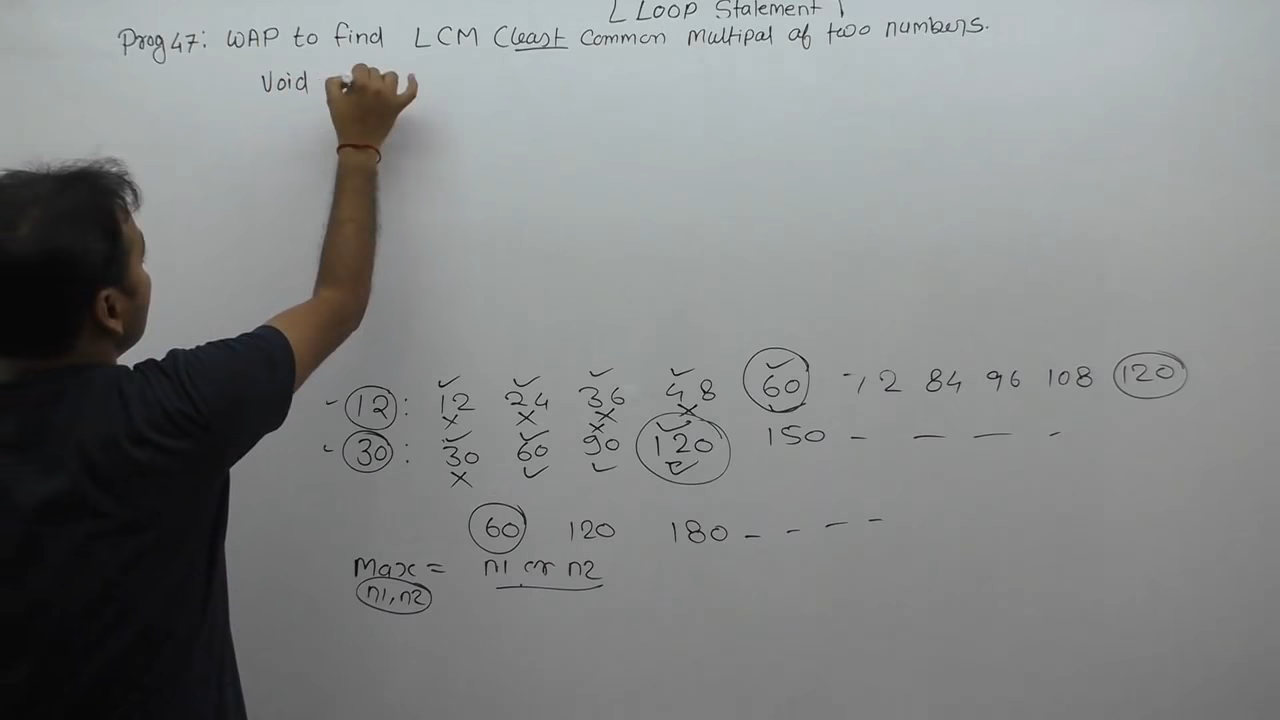 [ Loop Statement ]
Prog 47: WAP to find LCM (least Common Multipal of two numbers.
Void
- 12 : 12 24 36 48 60 72 84 96 108 120
- 30 : 30 60 90 120 150 - - - -
60 120 180 - - - -
Max = n1 or n2
n1, n2